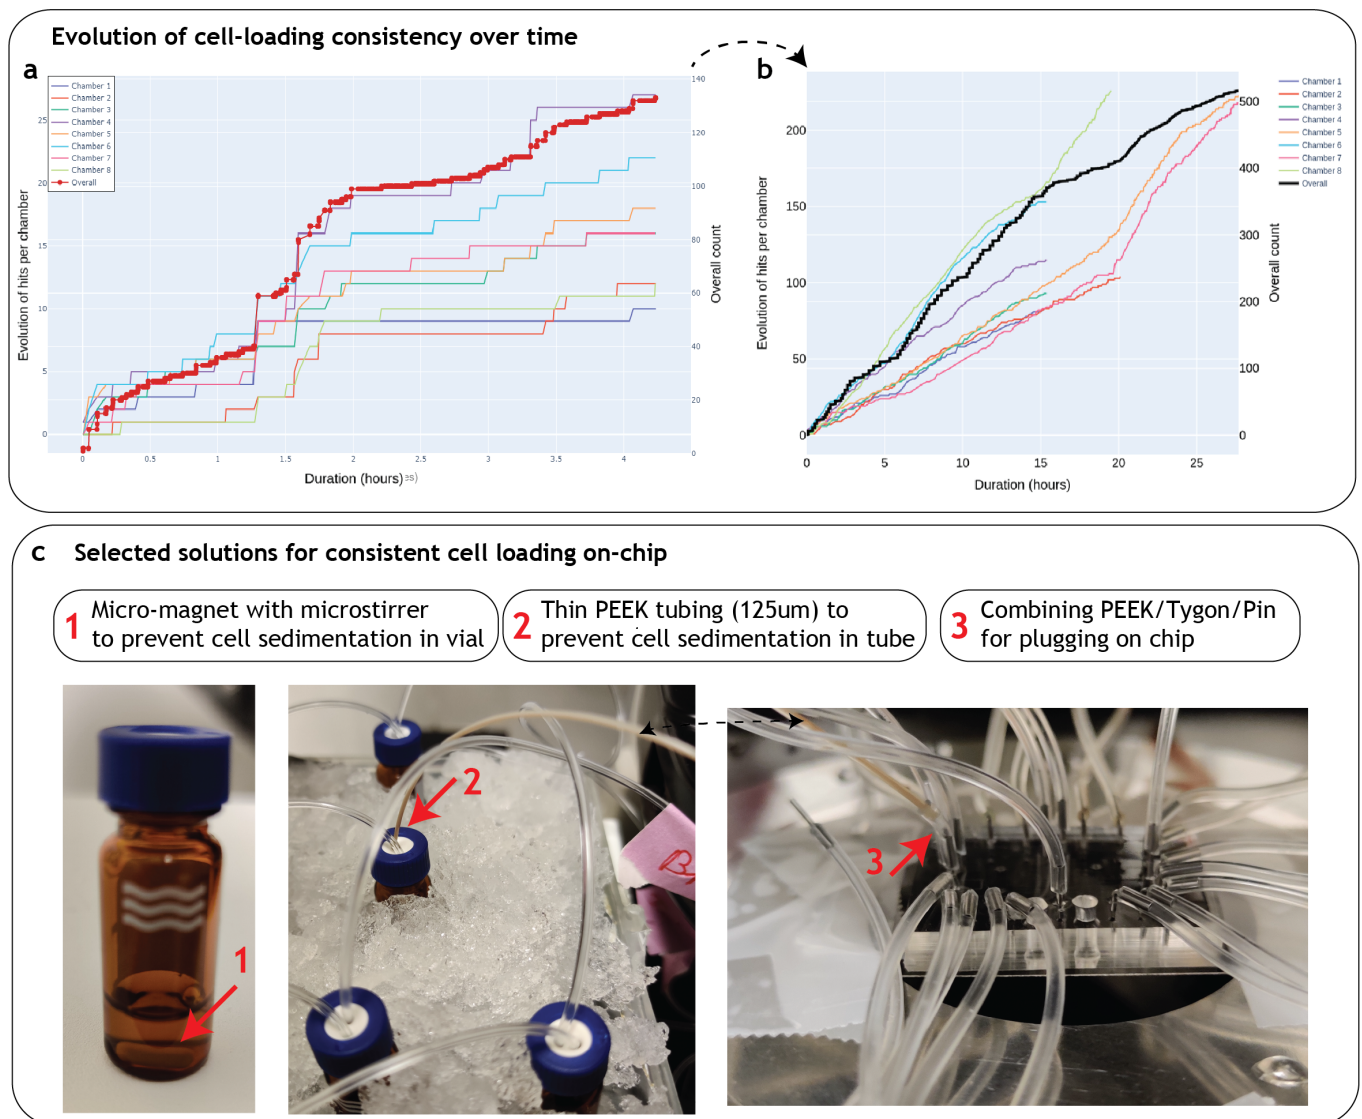 Evolution of cell-loading consistency over time
a
Chamber 1
Chamber 2
Chamber 3
Chamber 4
Chamber 5
Chamber 6
Chamber 7
Chamber 8
Overall
Evolution of hits per chamber
25
20
15
10
5
0
0
0.5
1
1.5
2
2.5
3
3.5
4
Duration (hours)
140
120
100
80
60
40
20
0
Overall count
b
Evolution of hits per chamber
200
150
100
50
0
0
5
10
15
20
25
Duration (hours)
500
400
300
200
100
0
Overall count
Chamber 1
Chamber 2
Chamber 3
Chamber 4
Chamber 5
Chamber 6
Chamber 7
Chamber 8
Overall
c Selected solutions for consistent cell loading on-chip
1 Micro-magnet with microstirrer
to prevent cell sedimentation in vial
2 Thin PEEK tubing (125um) to
prevent cell sedimentation in tube
3 Combining PEEK/Tygon/Pin
for plugging on chip
1
2
3